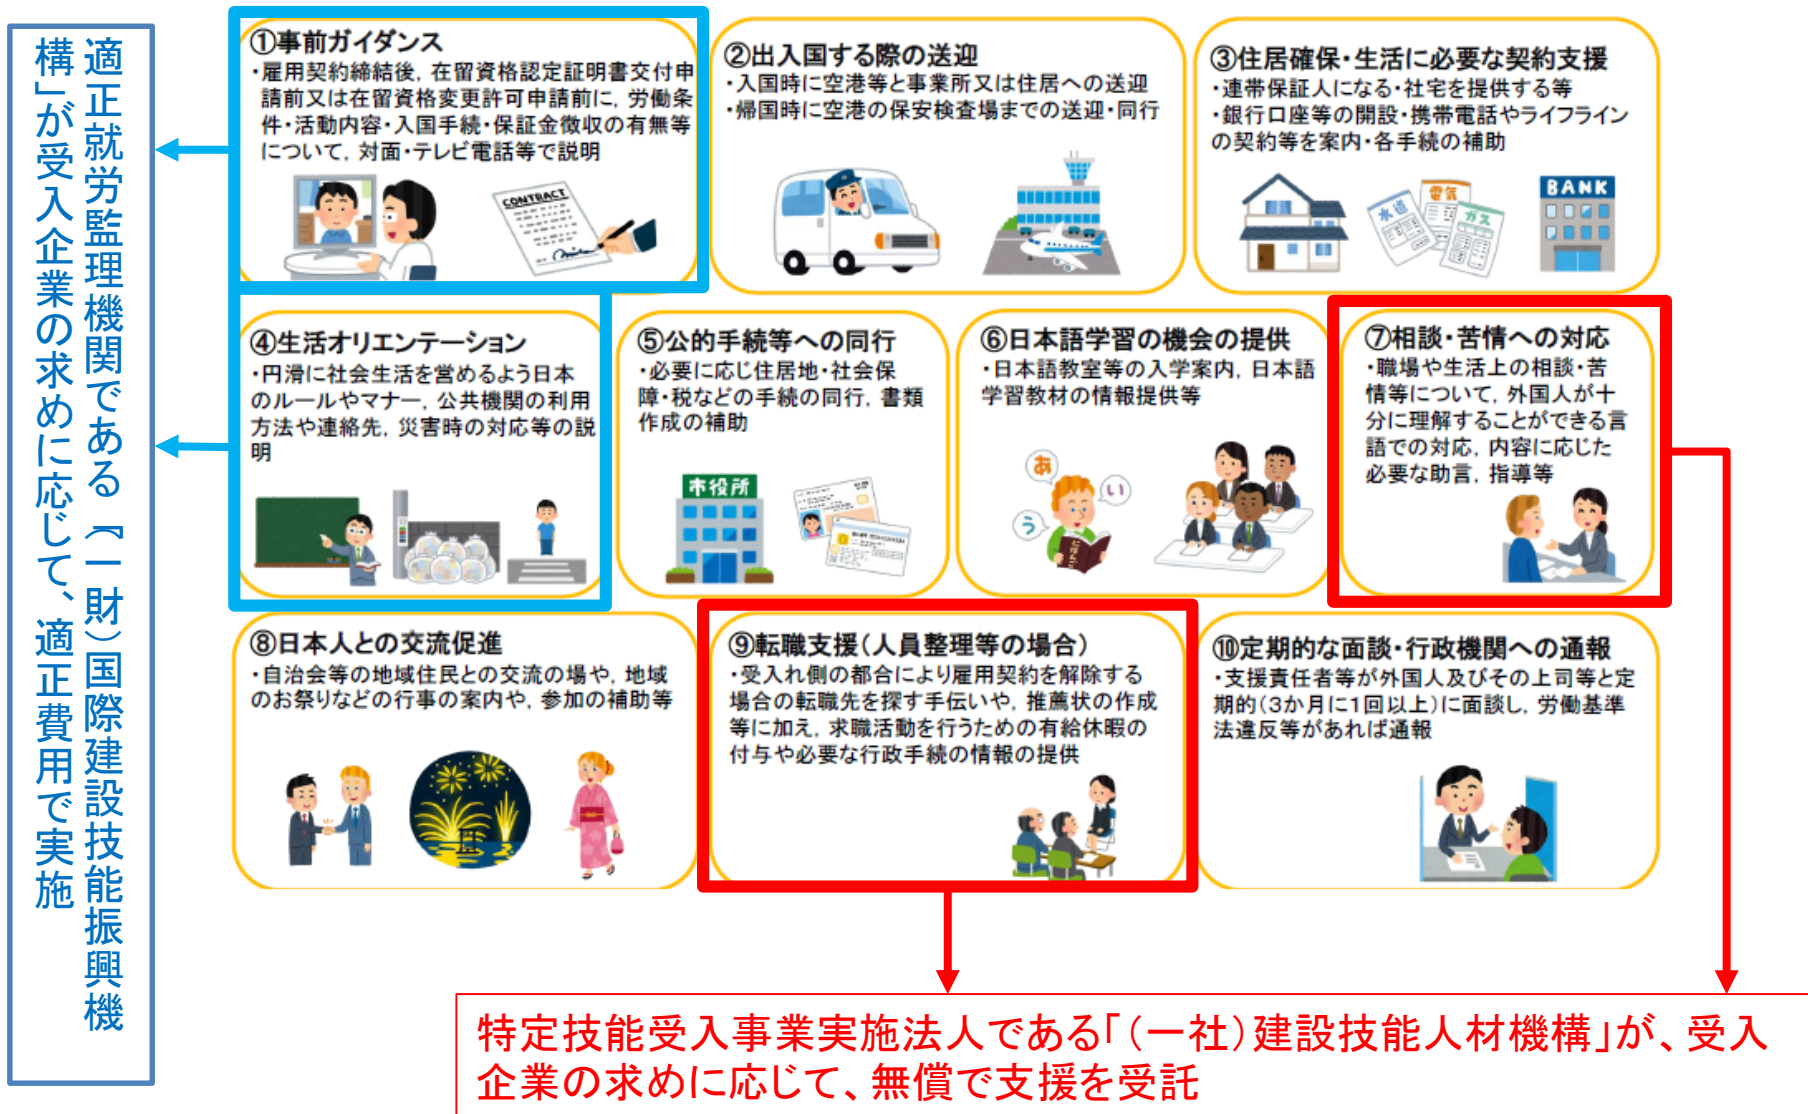 適正就労監理機関である「(一財)国際建設技能振興機
構」が受入企業の求めに応じて、適正費用で実施
①事前ガイダンス
・雇用契約締結後，在留資格認定証明書交付申
請前又は在留資格変更許可申請前に，労働条
件・活動内容・入国手続・保証金徴収の有無等
について，対面・テレビ電話等で説明
CONTRACT
②出入国する際の送迎
・入国時に空港等と事業所又は住居への送迎
・帰国時に空港の保安検査場までの送迎・同行
③住居確保・生活に必要な契約支援
・連帯保証人になる・社宅を提供する等
・銀行口座等の開設・携帯電話やライフライン
の契約等を案内・各手続の補助
水道
電気
ガス
BANK
④生活オリエンテーション
・円滑に社会生活を営めるよう日本
のルールやマナー，公共機関の利用
方法や連絡先，災害時の対応等の説
明
⑤公的手続等への同行
・必要に応じ住居地・社会保
障・税などの手続の同行，書類
作成の補助
市役所
⑥日本語学習の機会の提供
・日本語教室等の入学案内，日本語
学習教材の情報提供等
あ
い
う
にほんご
⑦相談・苦情への対応
・職場や生活上の相談・苦
情等について，外国人が十
分に理解することができる言
語での対応，内容に応じた
必要な助言，指導等
⑧日本人との交流促進
・自治会等の地域住民との交流の場や，地域
のお祭りなどの行事の案内や，参加の補助等
⑨転職支援(人員整理等の場合)
・受入れ側の都合により雇用契約を解除する
場合の転職先を探す手伝いや，推薦状の作成
等に加え，求職活動を行うための有給休暇の
付与や必要な行政手続の情報の提供
⑩定期的な面談・行政機関への通報
・支援責任者等が外国人及びその上司等と定
期的(3か月に1回以上)に面談し，労働基準
法違反等があれば通報
特定技能受入事業実施法人である「(一社)建設技能人材機構」が、受入
企業の求めに応じて、無償で支援を受託